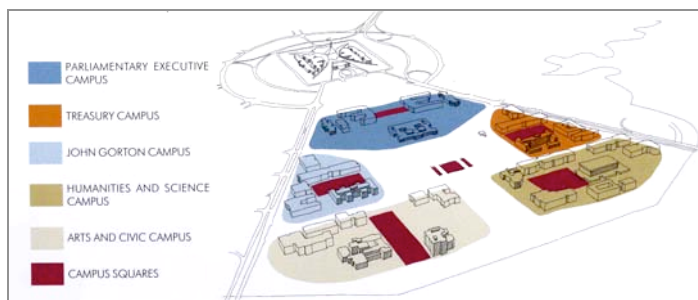 PARLIAMENTARY EXECUTIVE
CAMPUS
TREASURY CAMPUS
JOHN GORTON CAMPUS
HUMANITIES AND SCIENCE
CAMPUS
ARTS AND CIVIC CAMPUS
CAMPUS SQUARES